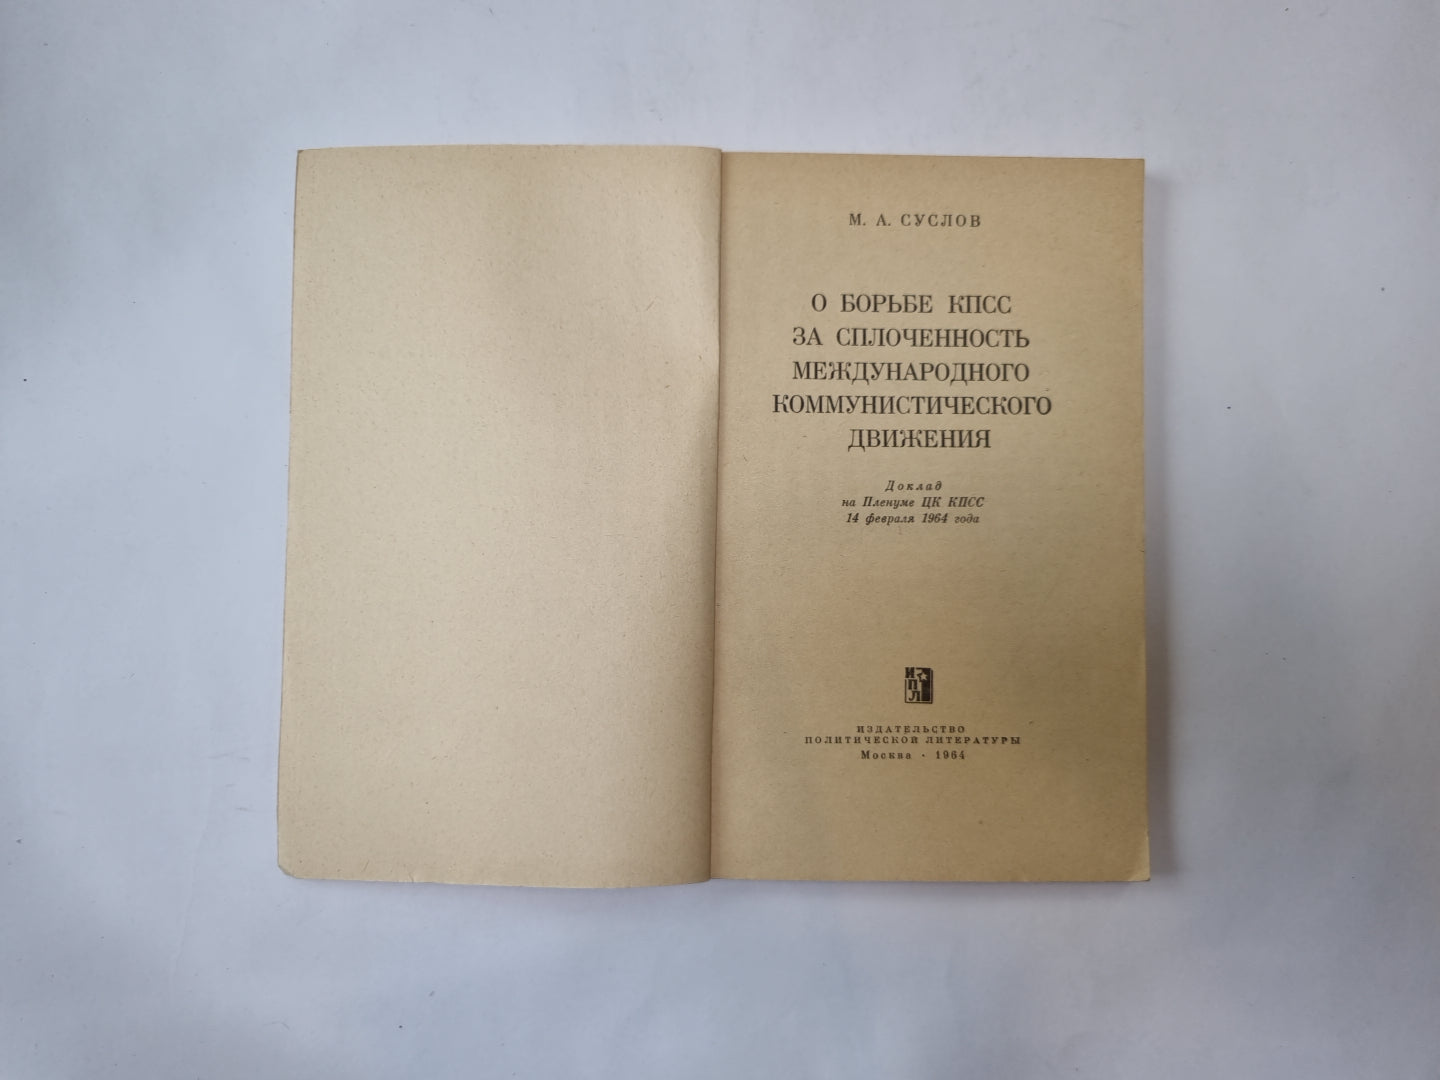 М. А. СУСЛОВ
О БОРЬБЕ КПСС
ЗА СПЛОЧЕННОСТЬ
МЕЖДУНАРОДНОГО
КОММУНИСТИЧЕСКОГО
ДВИЖЕНИЯ
Доклад
на Пленуме ЦК КПСС
14 февраля 1964 года
И
П
Л
ИЗДАТЕЛЬСТВО
ПОЛИТИЧЕСКОЙ ЛИТЕРАТУРЫ
Москва · 1964